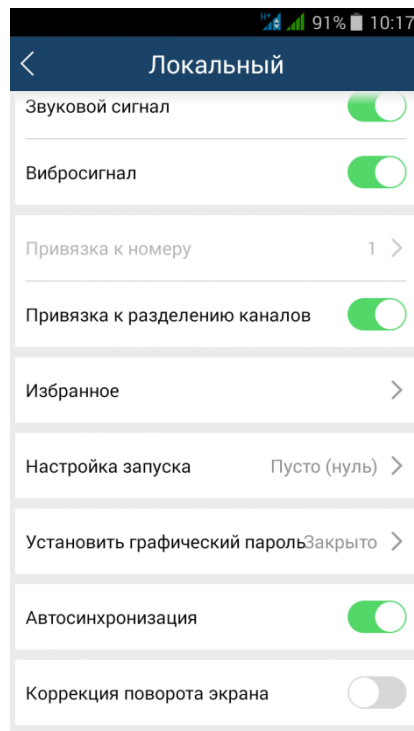 H+ 91% 10:17
Локальный
Звуковой сигнал
Вибросигнал
Привязка к номеру 1
Привязка к разделению каналов
Избранное
Настройка запуска Пусто (нуль)
Установить графический пароль Закрыто
Автосинхронизация
Коррекция поворота экрана